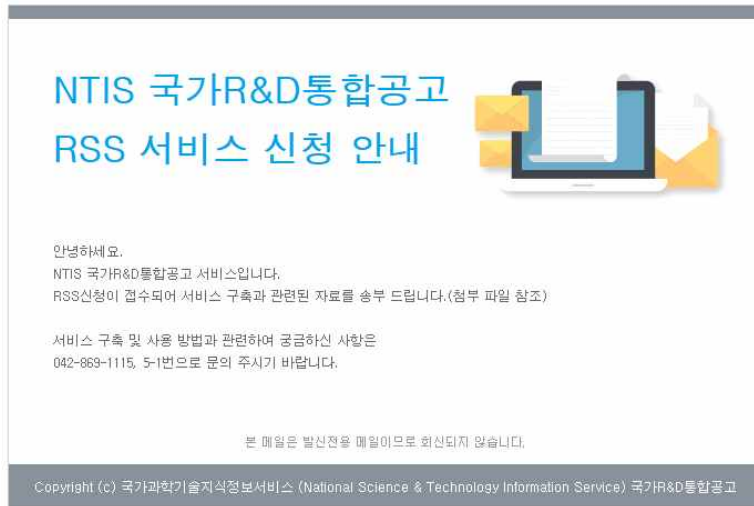 NTIS 국가R&D통합공고
RSS 서비스 신청 안내
안녕하세요.
NTIS 국가R&D통합공고 서비스입니다.
RSS신청이 접수되어 서비스 구축과 관련된 자료를 송부 드립니다.(첨부 파일 참조)
서비스 구축 및 사용 방법과 관련하여 궁금하신 사항은
042-869-1115, 5-1번으로 문의 주시기 바랍니다.
본 메일은 발신전용 메일이므로 회신되지 않습니다.
Copyright (c) 국가과학기술지식정보서비스 (National Science & Technology Information Service) 국가R&D통합공고